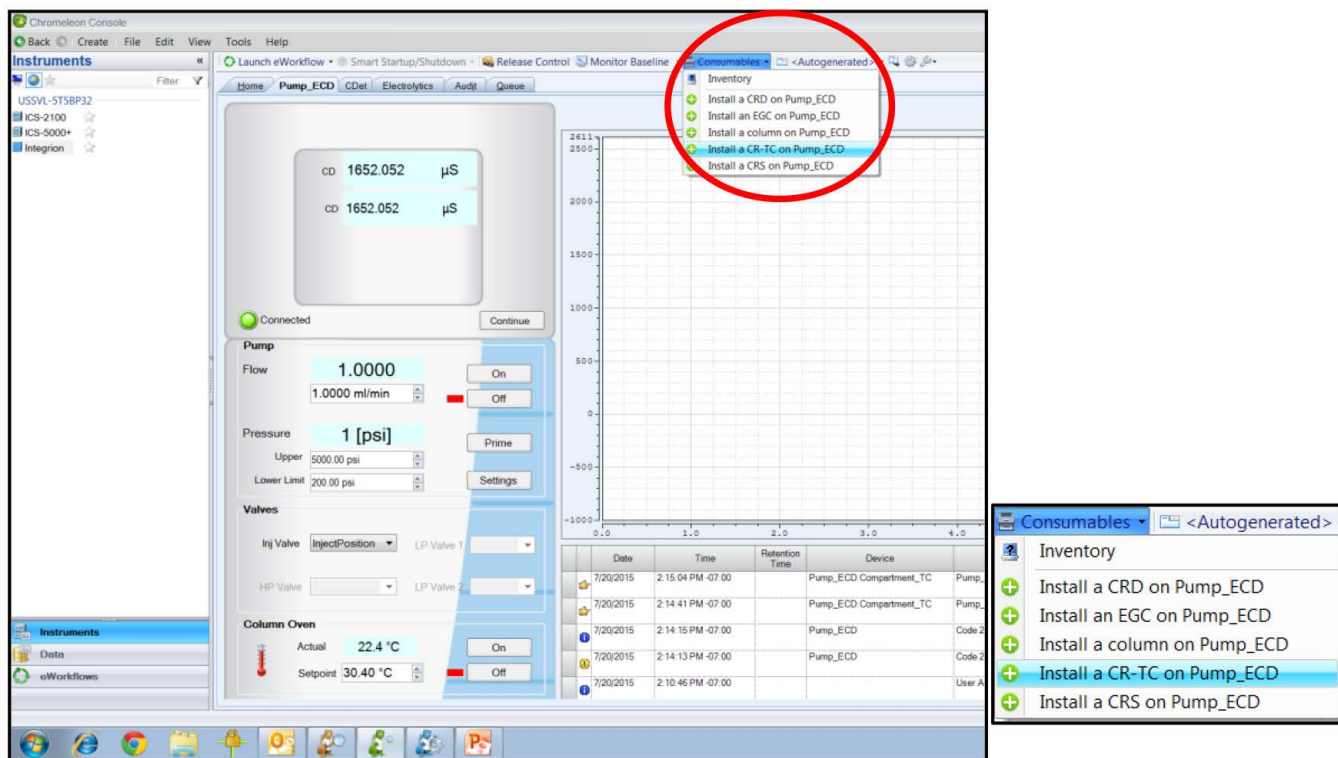 Chromeleon Console
Back Create File Edit View Tools Help
Instruments «
Launch eWorkflow Smart Startup/Shutdown Release Control Monitor Baseline Consumables <Autogenerated>
Filter
Home Pump_ECD CDet Electrolytics Audit Queue
USSVL-5T5BP32
ICS-2100
ICS-5000+
Integrion
Inventory
Install a CRD on Pump_ECD
Install an EGC on Pump_ECD
Install a column on Pump_ECD
Install a CR-TC on Pump_ECD
Install a CRS on Pump_ECD
CD 1652.052 µS
CD 1652.052 µS
Connected Continue
Pump
Flow 1.0000 On
1.0000 ml/min Off
Pressure 1 [psi] Prime
Upper 5000.00 psi
Lower Limit 200.00 psi Settings
Valves
Inj Valve InjectPosition LP Valve 1
HP Valve LP Valve 2
Column Oven
Actual 22.4 °C On
Setpoint 30.40 °C Off
2611
2500
2000
1500
1000
500
0
-500
-1000
0.0 1.0 2.0 3.0 4.0
Date Time Retention Time Device
7/20/2015 2:15:04 PM -07:00 Pump_ECD.Compartment_TC Pump_
7/20/2015 2:14:41 PM -07:00 Pump_ECD.Compartment_TC Pump_
7/20/2015 2:14:15 PM -07:00 Pump_ECD Code 2
7/20/2015 2:14:13 PM -07:00 Pump_ECD Code 2
7/20/2015 2:10:46 PM -07:00 User A
Instruments
Data
eWorkflows
Consumables <Autogenerated>
Inventory
Install a CRD on Pump_ECD
Install an EGC on Pump_ECD
Install a column on Pump_ECD
Install a CR-TC on Pump_ECD
Install a CRS on Pump_ECD